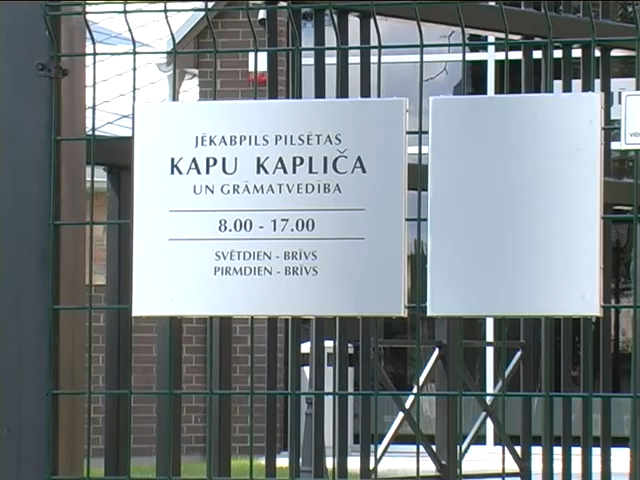 JĒKABPILS PILSĒTAS
KAPU KAPLIČA
UN GRĀMATVEDĪBA
8.00 - 17.00
SVĒTDIEN - BRĪVS
PIRMDIEN - BRĪVS